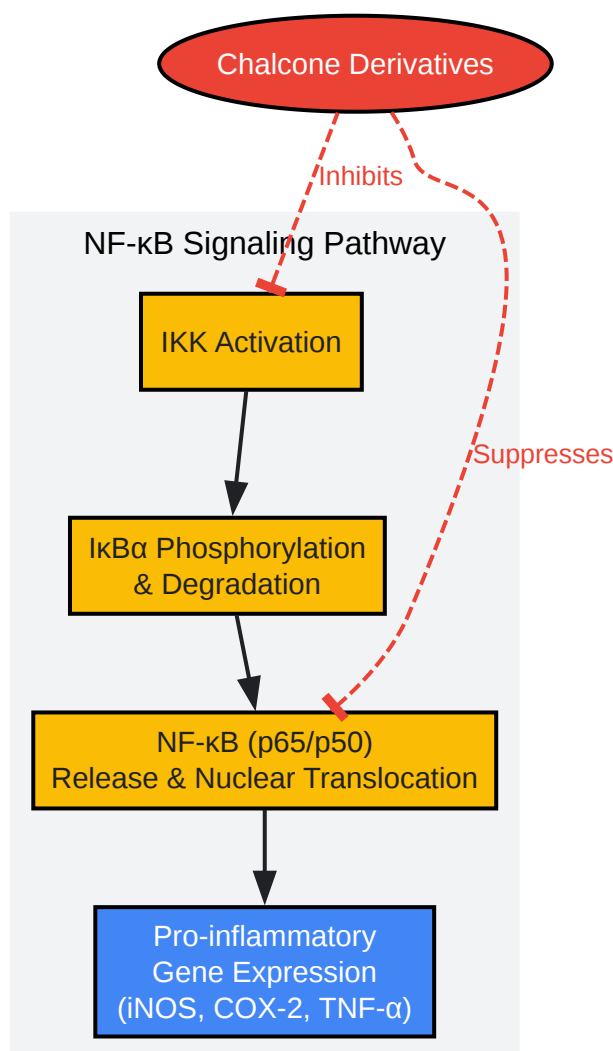 Chalcone Derivatives
Inhibits
NF-κB Signaling Pathway
IKK Activation
Suppresses
IκBα Phosphorylation
& Degradation
NF-κB (p65/p50)
Release & Nuclear Translocation
Pro-inflammatory
Gene Expression
(iNOS, COX-2, TNF-α)